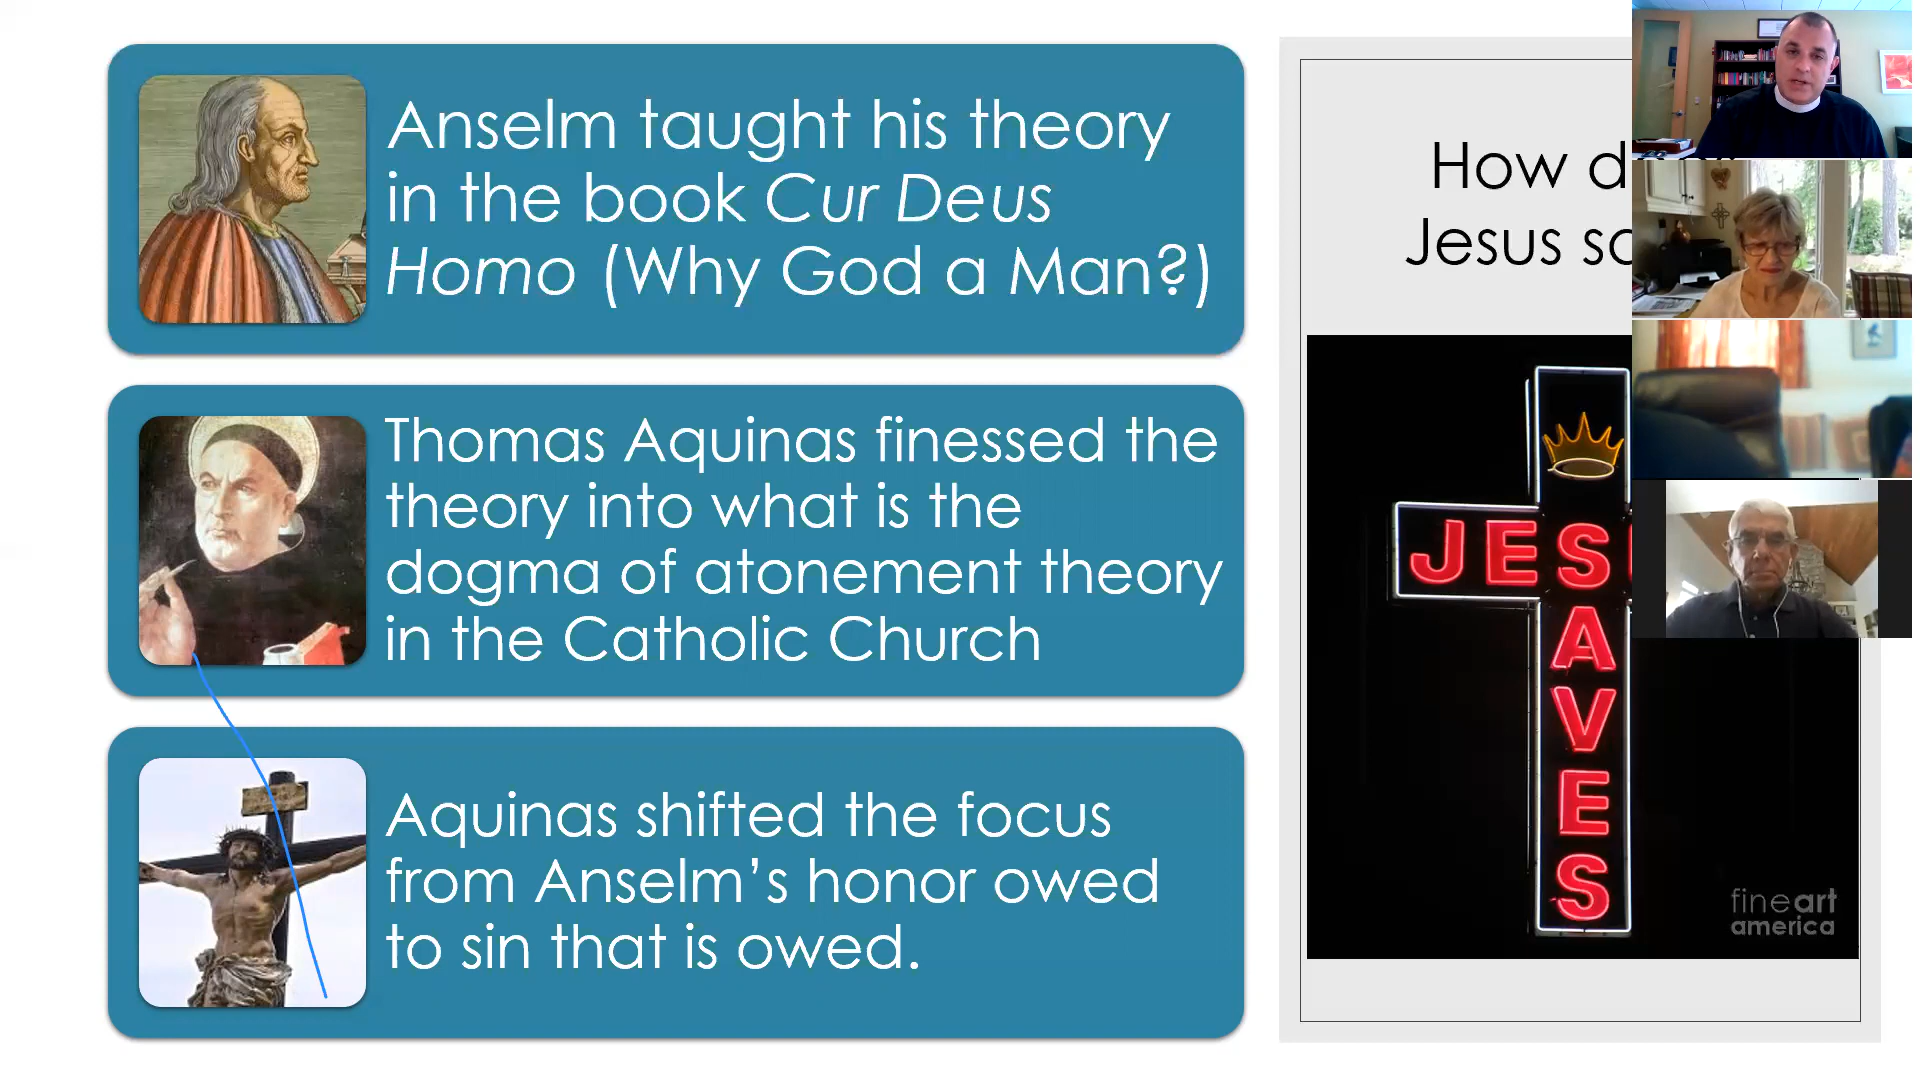 Anselm taught his theory
in the book Cur Deus
Homo (Why God a Man?)
Thomas Aquinas finessed the
theory into what is the
dogma of atonement theory
in the Catholic Church
Aquinas shifted the focus
from Anselm’s honor owed
to sin that is owed.
How
Jesus
JES
SAVES
fineart
america